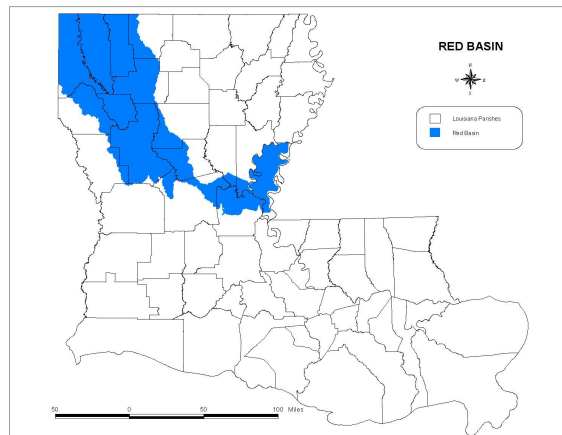 RED BASIN
N
W E
S
Louisiana Parishes
Red Basin
50 0 50 100 Miles